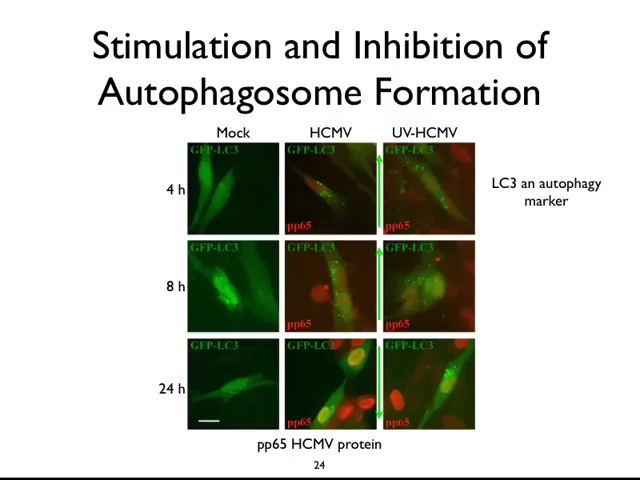 Stimulation and Inhibition of
Autophagosome Formation
Mock HCMV UV-HCMV
GFP-LC3 GFP-LC3 GFP-LC3
4 h
LC3 an autophagy
marker
pp65 pp65
GFP-LC3 GFP-LC3 GFP-LC3
8 h
pp65 pp65
GFP-LC3 GFP-LC3 GFP-LC3
24 h
pp65 pp65
pp65 HCMV protein
24